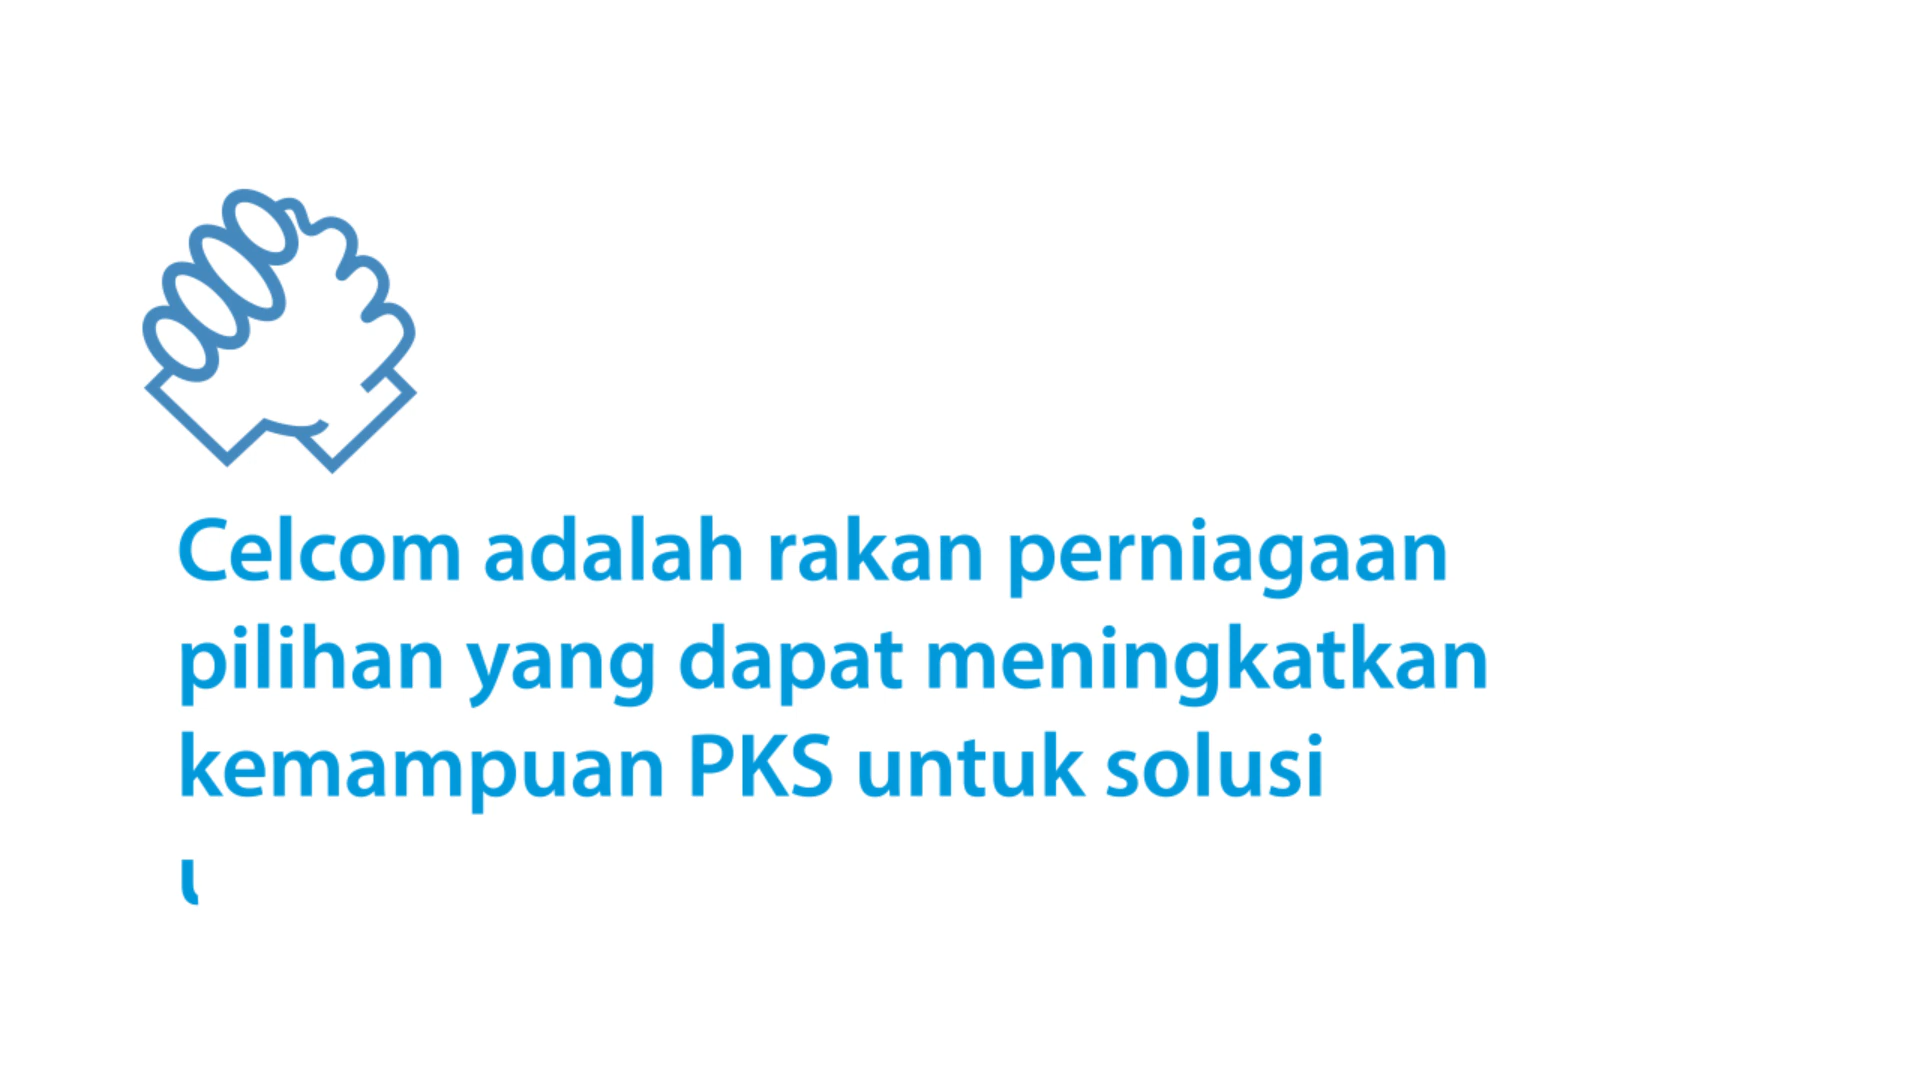 Celcom adalah rakan perniagaan
pilihan yang dapat meningkatkan
kemampuan PKS untuk solusi